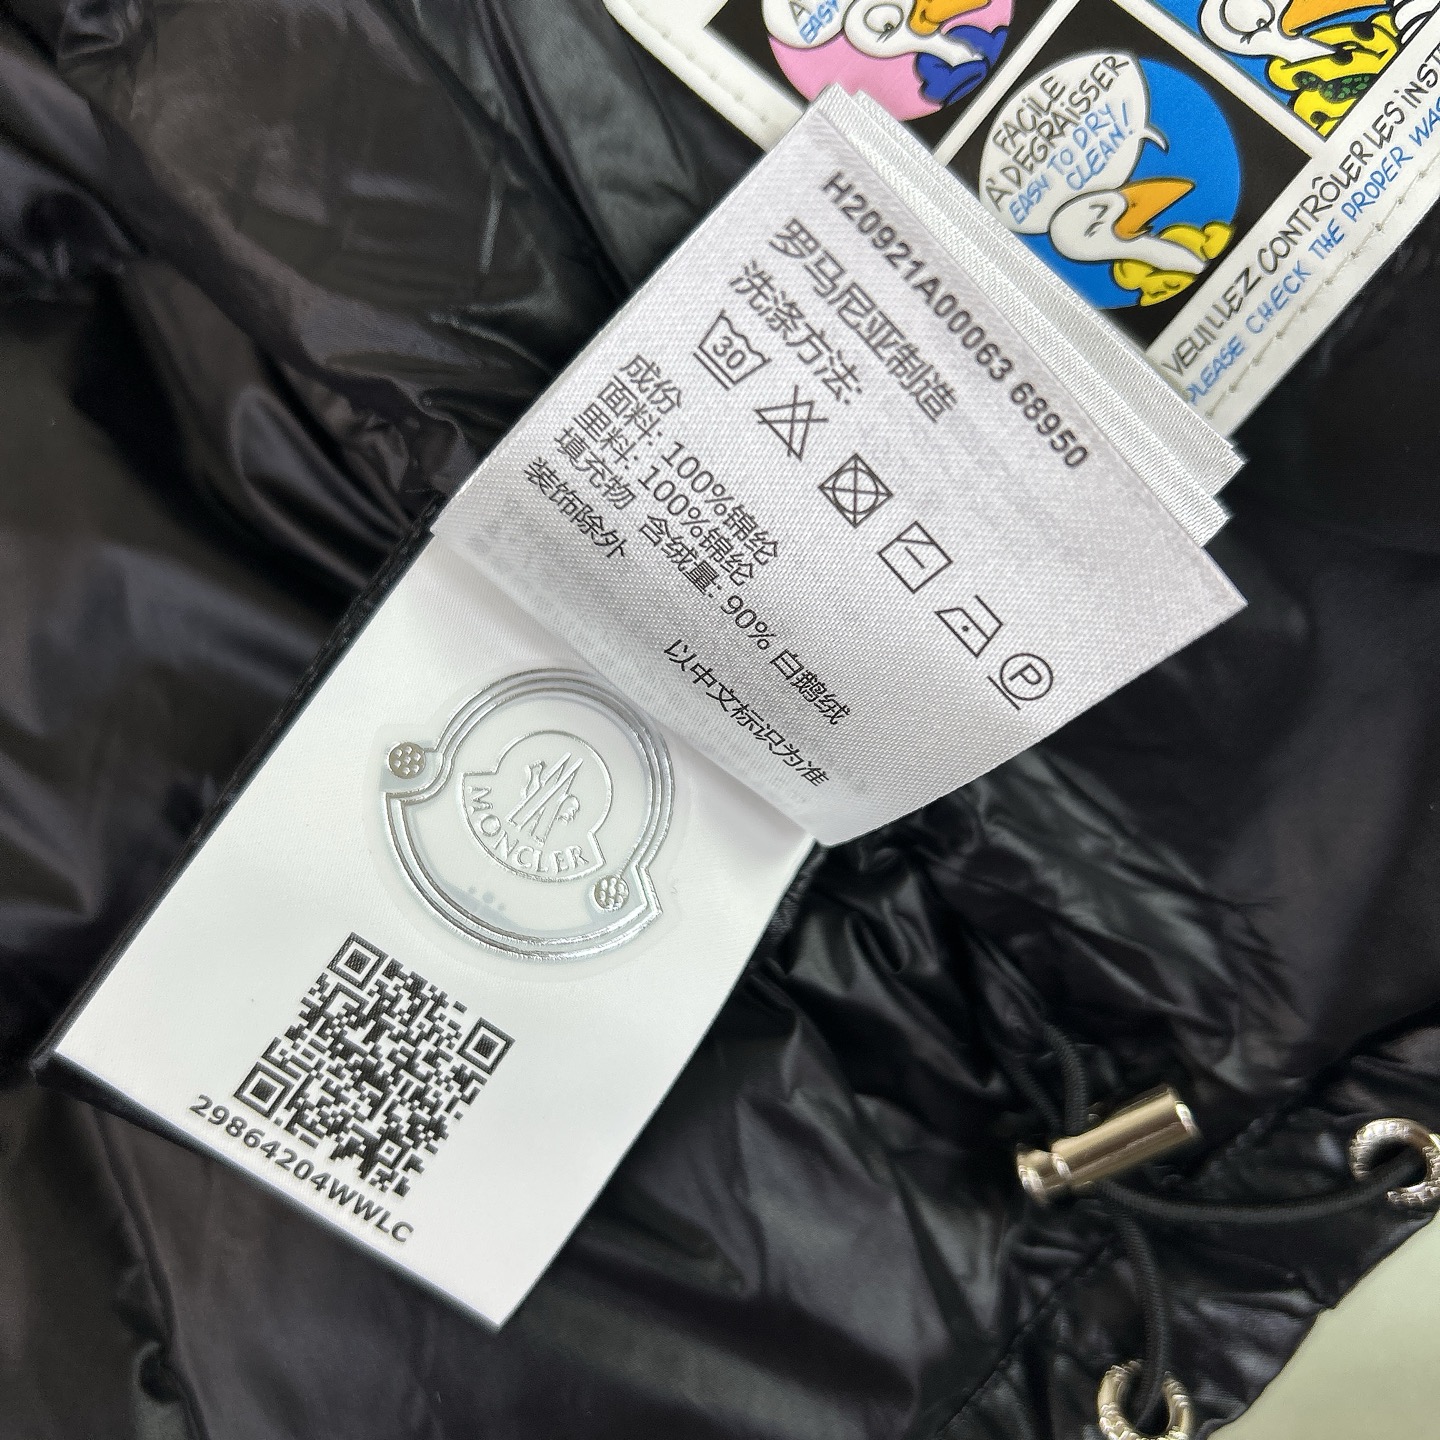 A
EASY
FACILE
À DEGRAISSER
EASY TO DRY
CLEAN!
VEUILLEZ CONTRÔLER LES INST
PLEASE CHECK THE PROPER WAS
H20921A00063 68950
罗马尼亚制造
洗涤方法:
30
P
成份
面料: 100%锦纶
里料: 100%锦纶
填充物 含绒量: 90% 白鹅绒
装饰除外
以中文标识为准
MONCLER
29864204WWLC